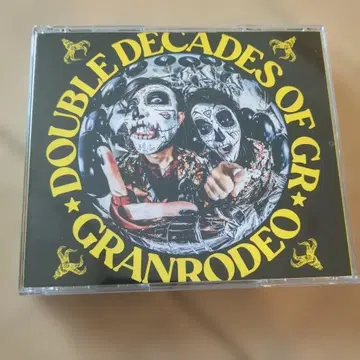 DOUBLE DECADES OF GR
GRANRODEO